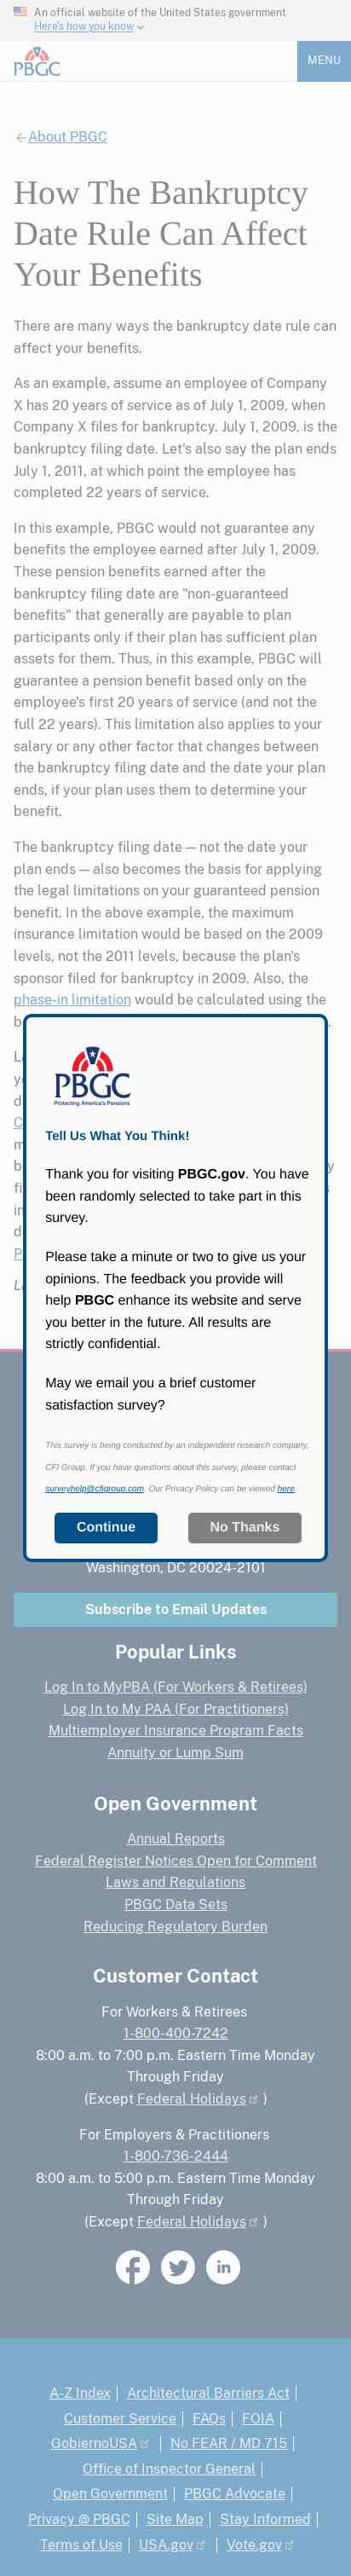 An official website of the United States government
Here's how you know
PBGC
MENU
About PBGC
How The Bankruptcy
Date Rule Can Affect
Your Benefits
There are many ways the bankruptcy date rule can
affect your benefits.
As an example, assume an employee of Company
X has 20 years of service as of July 1, 2009, when
Company X files for bankruptcy. July 1, 2009, is the
bankruptcy filing date. Let's also say the plan ends
July 1, 2011, at which point the employee has
completed 22 years of service.
In this example, PBGC would not guarantee any
benefits the employee earned after July 1, 2009.
These pension benefits earned after the
bankruptcy filing date are "non-guaranteed
benefits" that generally are payable to plan
participants only if their plan has sufficient plan
assets to fund them. Thus, in this example, PBGC will
guarantee a pension benefit based only on the
employee's first 20 years of service (and not the
full 22 years). This limitation also applies to your
salary or any other factor that changes between
the bankruptcy filing date and the date your plan
ends, if your plan uses them to determine your
benefit.
The bankruptcy filing date — not the date your
plan ends — also becomes the basis for applying
the legal limitations on your guaranteed pension
benefit. In the above example, the maximum
insurance limitation would be based on the 2009
levels, not the 2011 levels, because the plan's
sponsor filed for bankruptcy in 2009. Also, the
phase-in limitation would be calculated using the
PBGC
Protecting America's Pensions
Tell Us What You Think!
Thank you for visiting PBGC.gov. You have
been randomly selected to take part in this
survey.
Please take a minute or two to give us your
opinions. The feedback you provide will
help PBGC enhance its website and serve
you better in the future. All results are
strictly confidential.
May we email you a brief customer
satisfaction survey?
This survey is being conducted by an independent research company,
CFI Group. If you have questions about this survey, please contact
surveyhelp@cfigroup.com. Our Privacy Policy can be viewed here.
Continue No Thanks
Washington, DC 20024-2101
Subscribe to Email Updates
Popular Links
Log In to MyPBA (For Workers & Retirees)
Log In to My PAA (For Practitioners)
Multiemployer Insurance Program Facts
Annuity or Lump Sum
Open Government
Annual Reports
Federal Register Notices Open for Comment
Laws and Regulations
PBGC Data Sets
Reducing Regulatory Burden
Customer Contact
For Workers & Retirees
1-800-400-7242
8:00 a.m. to 7:00 p.m. Eastern Time Monday
Through Friday
(Except Federal Holidays )
For Employers & Practitioners
1-800-736-2444
8:00 a.m. to 5:00 p.m. Eastern Time Monday
Through Friday
(Except Federal Holidays )
A-Z Index | Architectural Barriers Act |
Customer Service | FAQs | FOIA |
GobiernoUSA | No FEAR / MD 715 |
Office of Inspector General |
Open Government | PBGC Advocate |
Privacy @ PBGC | Site Map | Stay Informed |
Terms of Use | USA.gov | Vote.gov